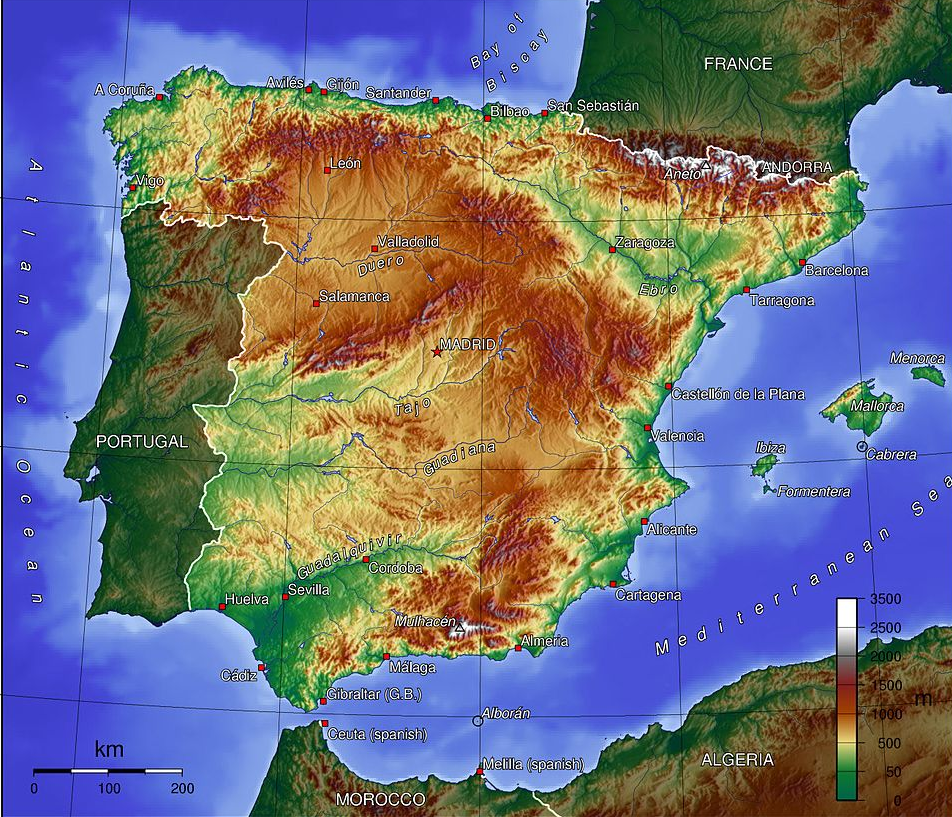 Bay of
Biscay
FRANCE
A Coruña
Avilés
Gijón
Santander
Bilbao
San Sebastián
León
Aneto
ANDORRA
Vigo
Valladolid
Duero
Zaragoza
Barcelona
Ebro
Tarragona
Salamanca
MADRID
Menorca
Castellón de la Plana
Mallorca
Tajo
Valencia
PORTUGAL
Guadiana
Ibiza
Cabrera
Formentera
Atlantic Ocean
Alicante
Guadalquivir
Cordoba
Sevilla
Huelva
Cartagena
Mediterranean Sea
Mulhacén
Almeria
Málaga
Cádiz
Gibraltar (G.B.)
Alborán
Ceuta (spanish)
Melilla (spanish)
ALGERIA
MOROCCO
3500
2500
2000
1500
m
1000
500
50
0
km
0 100 200